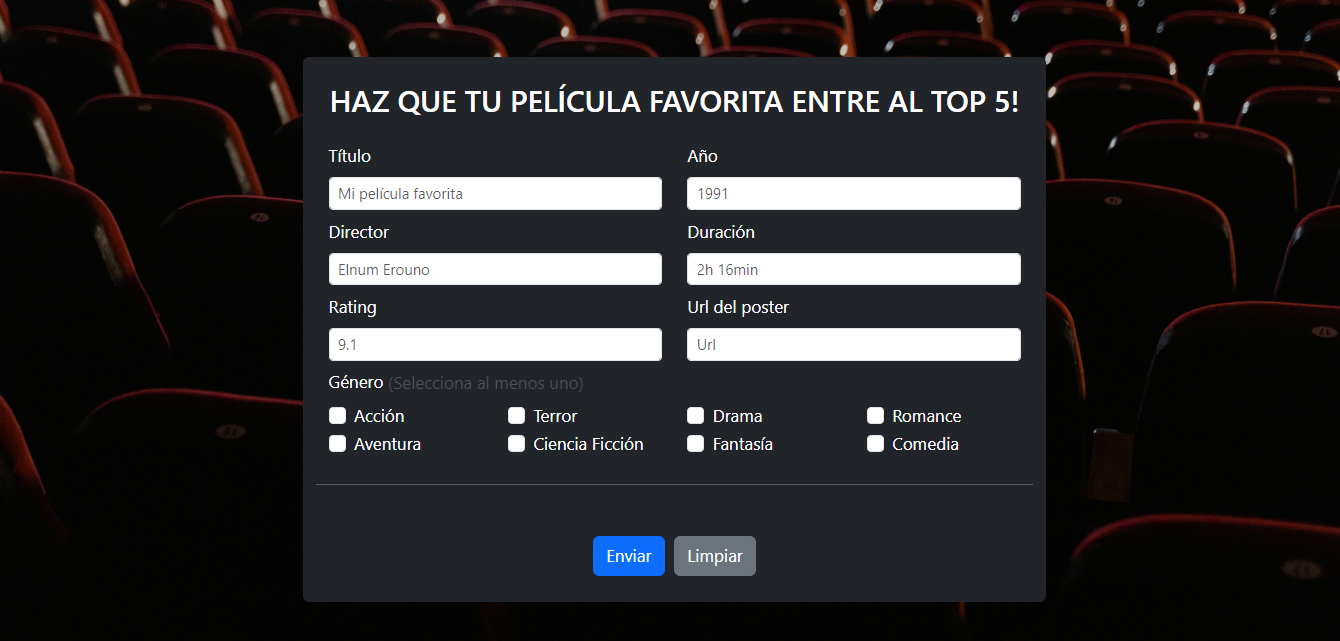 HAZ QUE TU PELÍCULA FAVORITA ENTRE AL TOP 5!
Título
Año
Mi película favorita
1991
Director
Duración
Elnum Erouno
2h 16min
Rating
Url del poster
9.1
Url
Género (Selecciona al menos uno)
Acción
Terror
Drama
Romance
Aventura
Ciencia Ficción
Fantasía
Comedia
Enviar
Limpiar